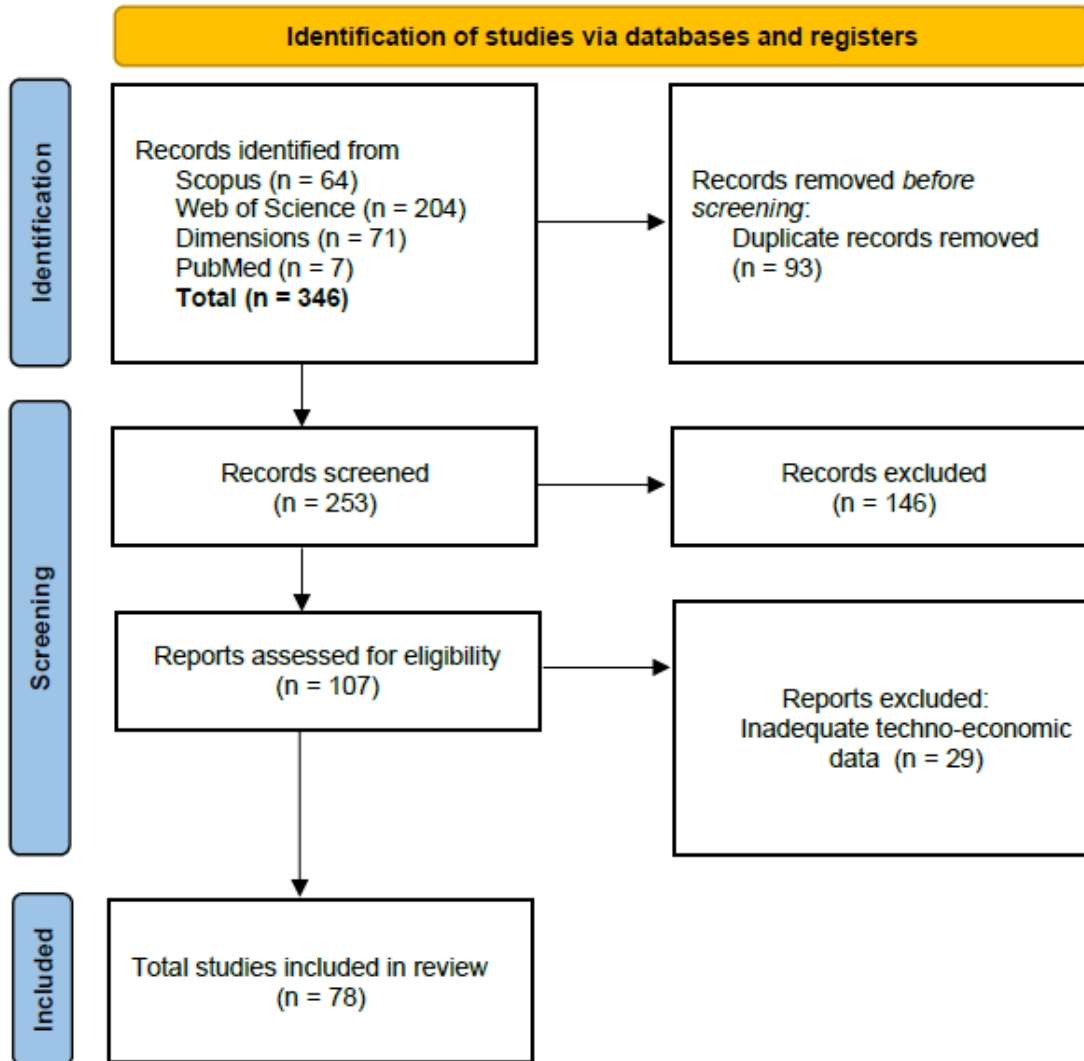 Identification of studies via databases and registers
Identification
Records identified from
Scopus (n = 64)
Web of Science (n = 204)
Dimensions (n = 71)
PubMed (n = 7)
Total (n = 346)
Records removed before
screening:
Duplicate records removed
(n = 93)
Screening
Records screened
(n = 253)
Records excluded
(n = 146)
Reports assessed for eligibility
(n = 107)
Reports excluded:
Inadequate techno-economic
data (n = 29)
Included
Total studies included in review
(n = 78)